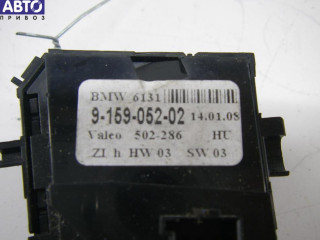 АВТО
ПРИВОЗ
BMW 6131
9-159-052-02 14.01.08
Valeo 502-286 HU
ZI h HW 03 SW 03